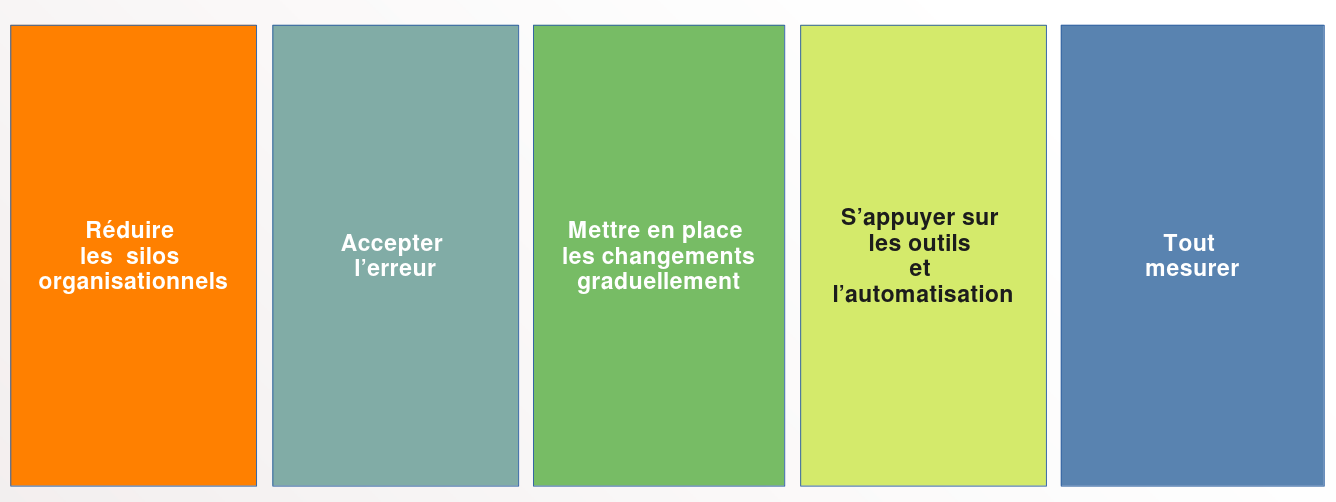 Réduire
les  silos
organisationnels
Accepter
l’erreur
Mettre en place
les changements
graduellement
S’appuyer sur
les outils
et
l’automatisation
Tout
mesurer